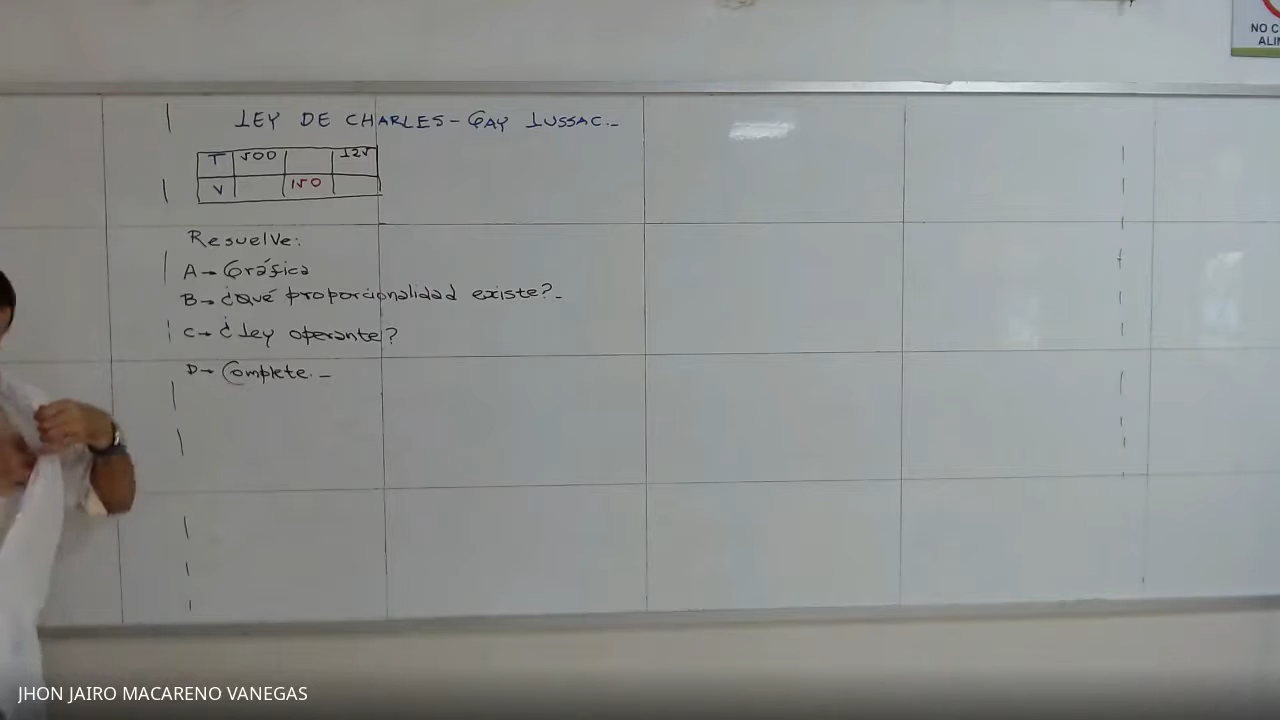 LEY DE CHARLES-GAY LUSSAC.-
T 500 125
V 150
Resuelve:
A→ Gráfica
B→ ¿Qué proporcionalidad existe?-
C→ ¿Ley operante?
D→ Complete.-
NO C
ALIM
JHON JAIRO MACARENO VANEGAS